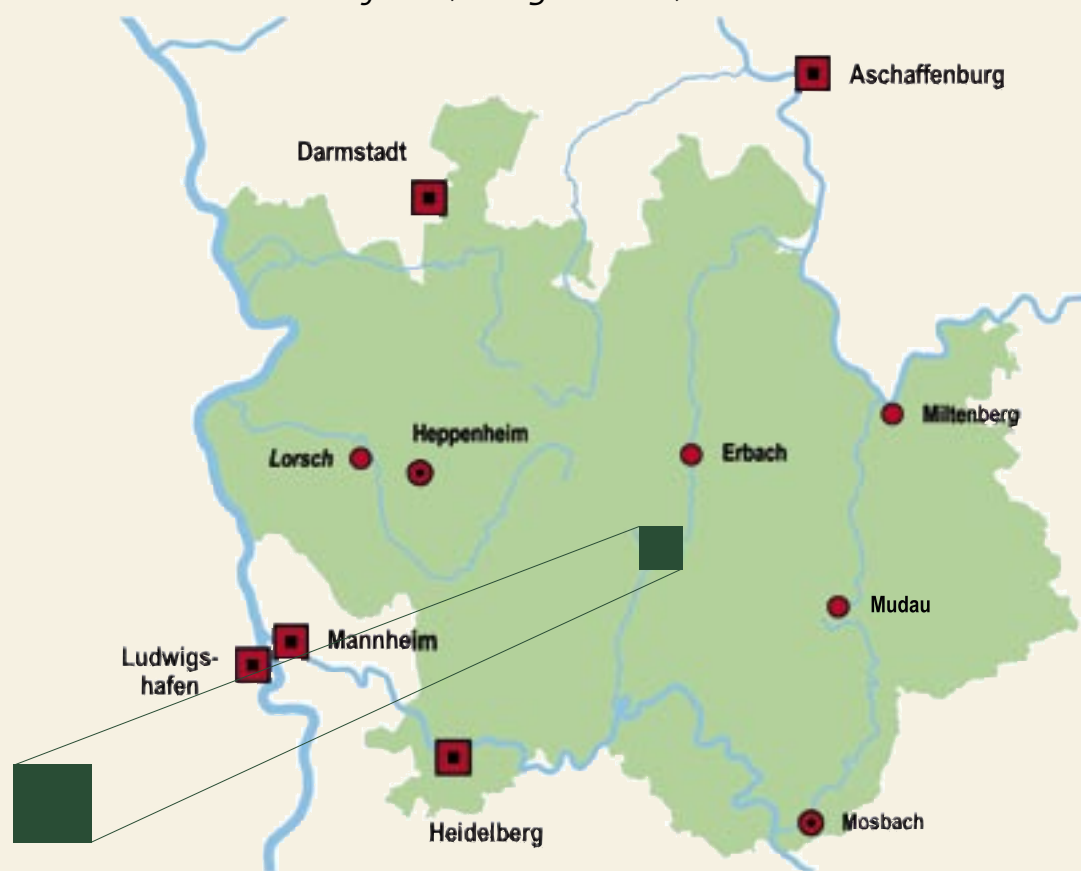 Aschaffenburg
Darmstadt
Miltenberg
Heppenheim
Lorsch
Erbach
Mudau
Mannheim
Ludwigs-
hafen
Mosbach
Heidelberg